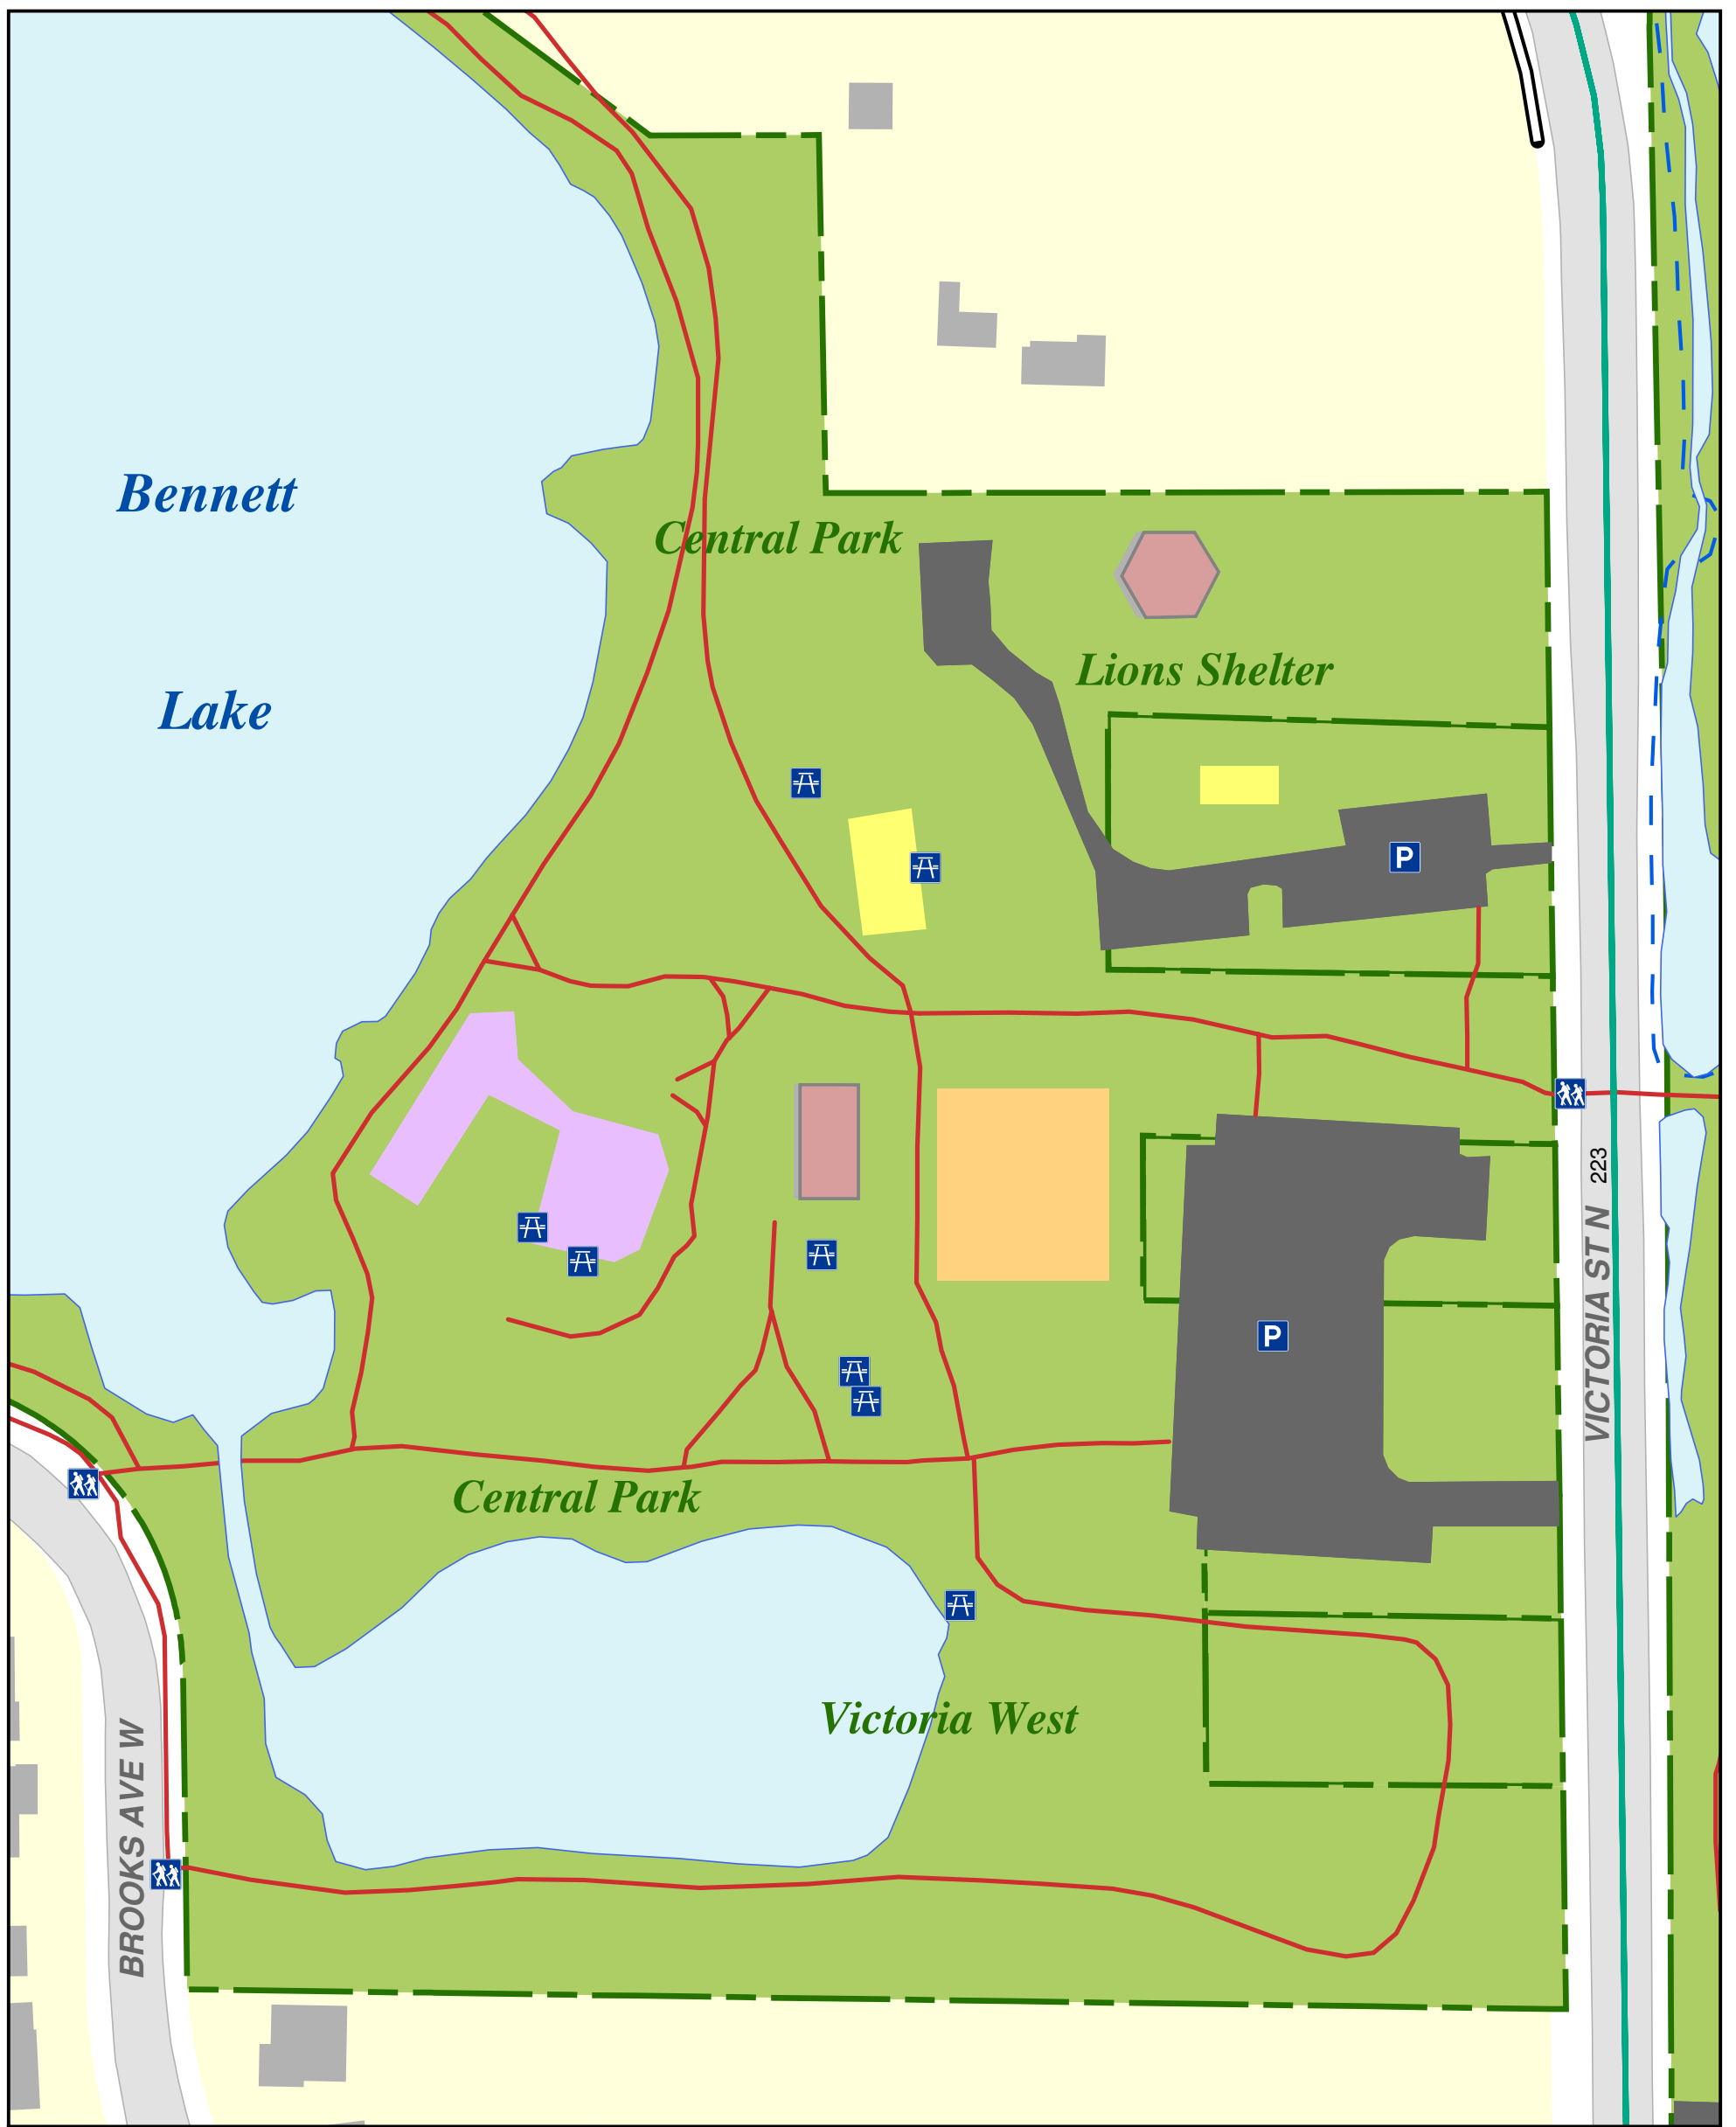 Bennett
Central Park
Lions Shelter
Lake
P
223
VICTORIA ST N
P
Central Park
Victoria West
BROOKS AVE W